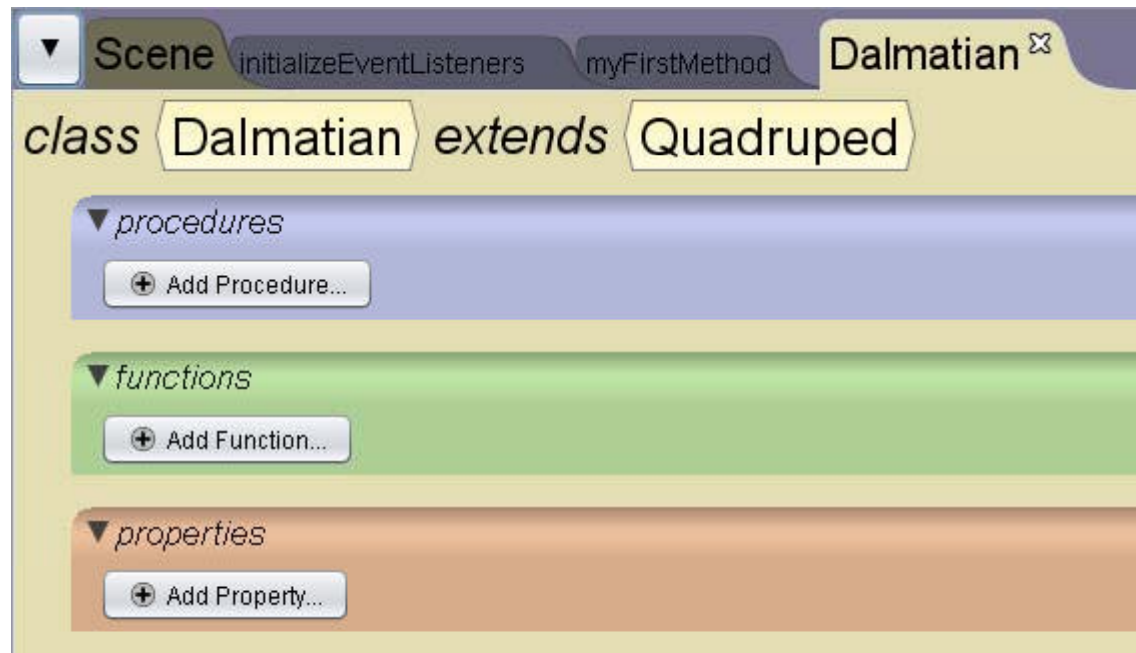 Scene initializeEventListeners myFirstMethod Dalmatian
class Dalmatian extends Quadruped
procedures
Add Procedure...
functions
Add Function...
properties
Add Property...